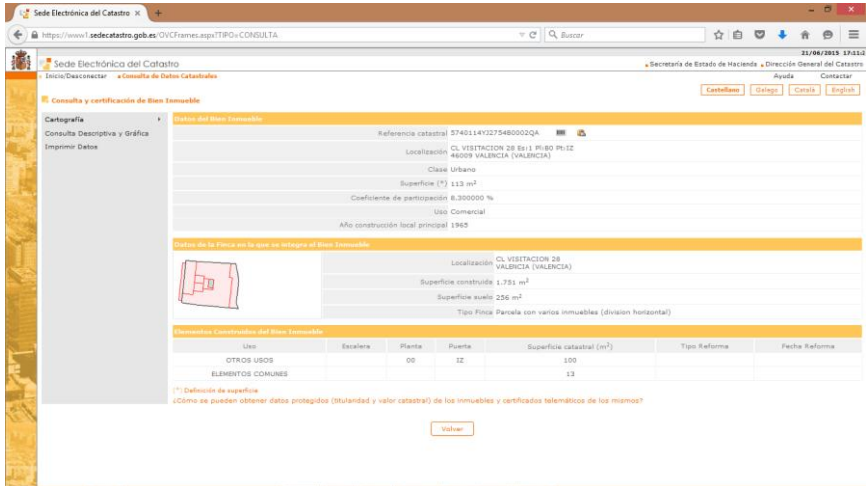 Sede Electrónica del Catastro
https://www1.sedecatastro.gob.es/OVCFrames.aspx?TIPO=CONSULTA
Buscar
21/06/2015 17:11:2
Sede Electrónica del Catastro
Secretaría de Estado de Hacienda Dirección General del Catastro
Inicio/Desconectar Consulta de Datos Catastrales
Ayuda Contactar
Castellano Galego Català English
Consulta y certificación de Bien Inmueble
Cartografía
Consulta Descriptiva y Gráfica
Imprimir Datos
Datos del Bien Inmueble
Referencia catastral 5740114YJ2754B0002QA
Localización CL VISITACION 28 Es:1 Pl:80 Pt:IZ
46009 VALENCIA (VALENCIA)
Clase Urbano
Superficie (*) 113 m²
Coeficiente de participación 8,300000 %
Uso Comercial
Año construcción local principal 1965
Datos de la Finca en la que se integra el Bien Inmueble
Localización CL VISITACION 28
VALENCIA (VALENCIA)
Superficie construida 1.751 m²
Superficie suelo 256 m²
Tipo Finca Parcela con varios inmuebles (division horizontal)
Elementos Construidos del Bien Inmueble
Uso Escalera Planta Puerta Superficie catastral (m²) Tipo Reforma Fecha Reforma
OTROS USOS 00 IZ 100
ELEMENTOS COMUNES 13
(*) Definición de superficie
¿Cómo se pueden obtener datos protegidos (titularidad y valor catastral) de los inmuebles y certificados telemáticos de los mismos?
Volver